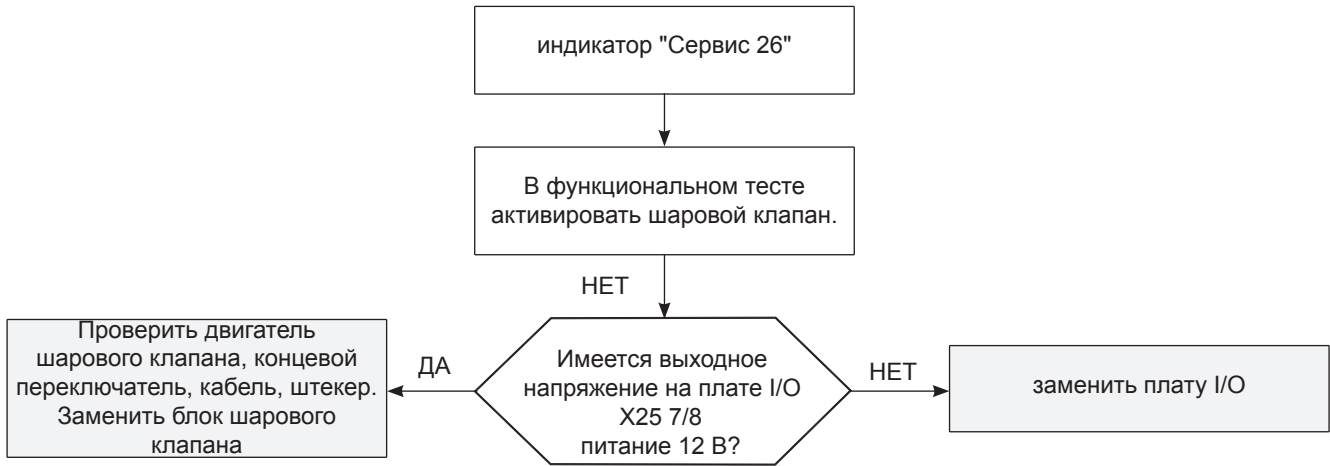 индикатор "Сервис 26"
В функциональном тесте
активировать шаровой клапан.
НЕТ
Проверить двигатель
шарового клапана, концевой
переключатель, кабель, штекер.
Заменить блок шарового
клапана
ДА
Имеется выходное
напряжение на плате I/O
X25 7/8
питание 12 В?
НЕТ
заменить плату I/O